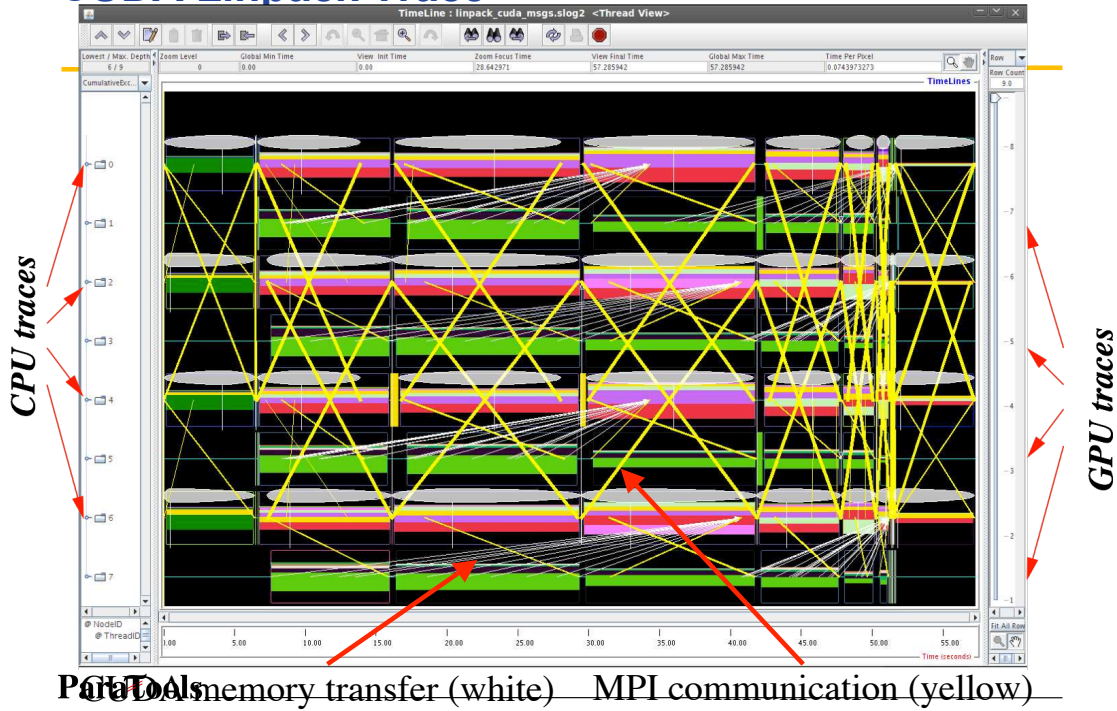 CUDA Linpack Trace
TimeLine : linpack_cuda_msgs.slog2 <Thread View>
Lowest / Max. Depth
6 / 9
Zoom Level
0
Global Min Time
0.00
View Init Time
0.00
Zoom Focus Time
28.642971
View Final Time
57.285942
Global Max Time
57.285942
Time Per Pixel
0.0743973273
Row
Row Count
9.0
CumulativeExc...
TimeLines
0
1
2
3
4
5
6
7
8
7
6
5
4
3
2
1
CPU traces
GPU traces
@ NodeID
@ ThreadID
).00
5.00
10.00
15.00
20.00
25.00
30.00
35.00
40.00
45.00
50.00
55.00
Time (seconds)
Fit All Row
ParaTools
CUDA memory transfer (white)
MPI communication (yellow)